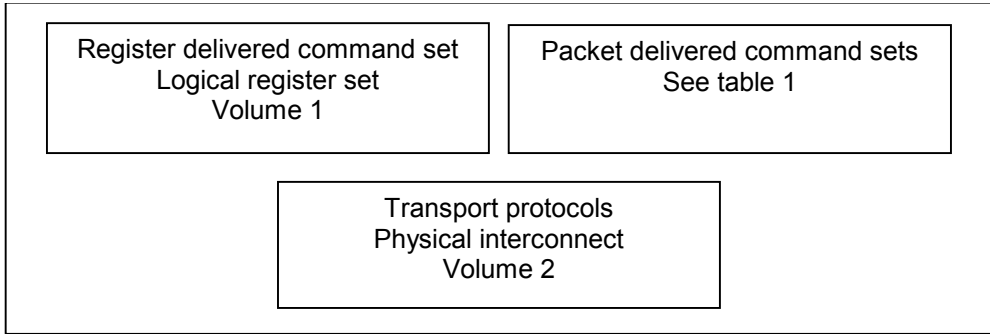 Register delivered command set
Logical register set
Volume 1
Packet delivered command sets
See table 1
Transport protocols
Physical interconnect
Volume 2